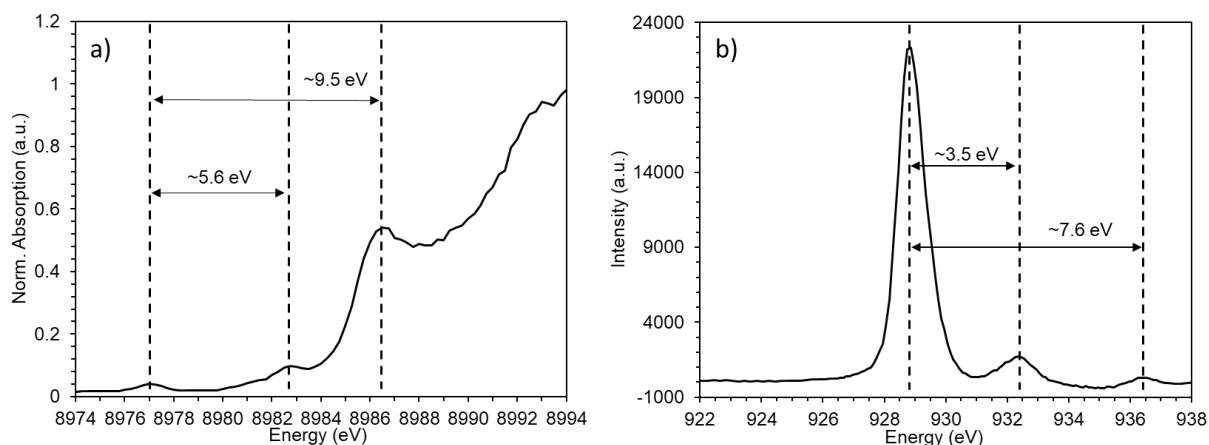 a)
Norm. Absorption (a.u.)
1.2
1
0.8
0.6
0.4
0.2
0
~9.5 eV
~5.6 eV
8974 8976 8978 8980 8982 8984 8986 8988 8990 8992 8994
Energy (eV)
b)
Intensity (a.u.)
24000
19000
14000
9000
4000
-1000
~3.5 eV
~7.6 eV
922 924 926 928 930 932 934 936 938
Energy (eV)